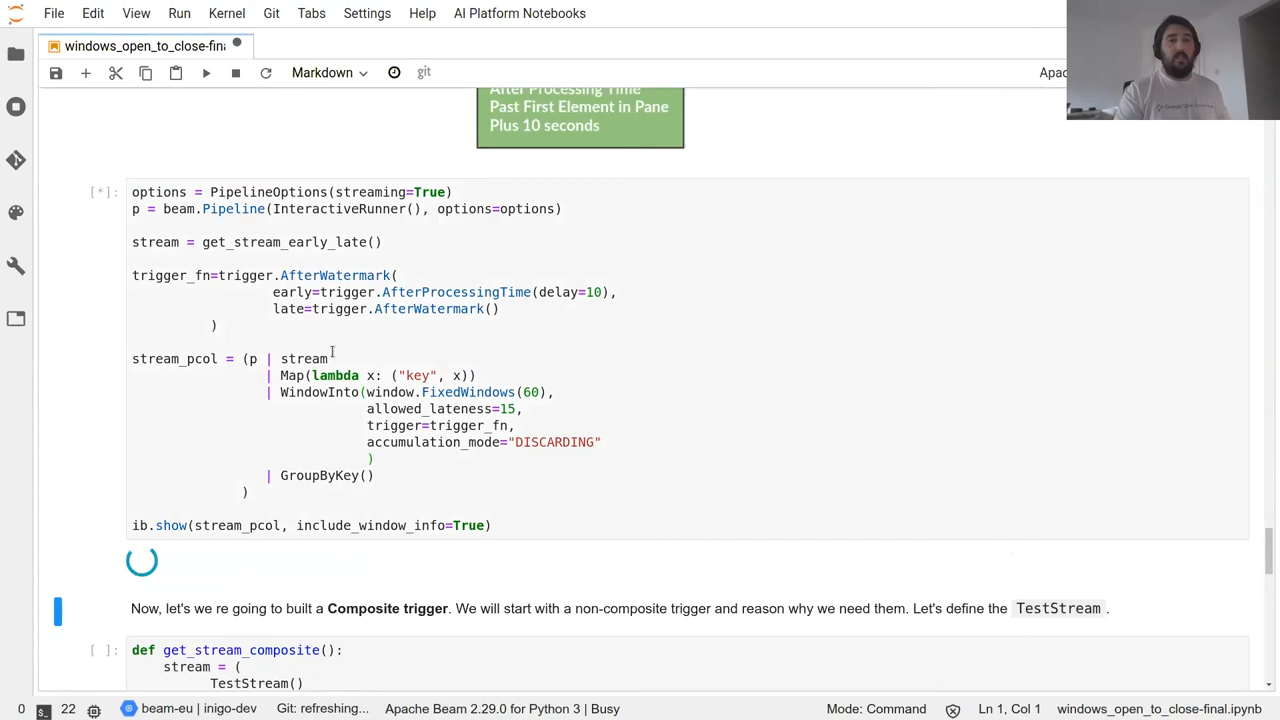 File Edit View Run Kernel Git Tabs Settings Help AI Platform Notebooks
windows_open_to_close-fin
Markdown git Apac
After Processing Time
Past First Element in Pane
Plus 10 seconds
[*]: options = PipelineOptions(streaming=True)
p = beam.Pipeline(InteractiveRunner(), options=options)
stream = get_stream_early_late()
trigger_fn=trigger.AfterWatermark(
early=trigger.AfterProcessingTime(delay=10),
late=trigger.AfterWatermark()
)
stream_pcol = (p | stream
| Map(lambda x: ("key", x))
| WindowInto(window.FixedWindows(60),
allowed_lateness=15,
trigger=trigger_fn,
accumulation_mode="DISCARDING"
)
| GroupByKey()
)
ib.show(stream_pcol, include_window_info=True)
Now, let's we re going to built a Composite trigger. We will start with a non-composite trigger and reason why we need them. Let's define the TestStream .
[ ]: def get_stream_composite():
stream = (
TestStream()
0 22 beam-eu | inigo-dev Git: refreshing... Apache Beam 2.29.0 for Python 3 | Busy Mode: Command Ln 1, Col 1 windows_open_to_close-final.ipynb